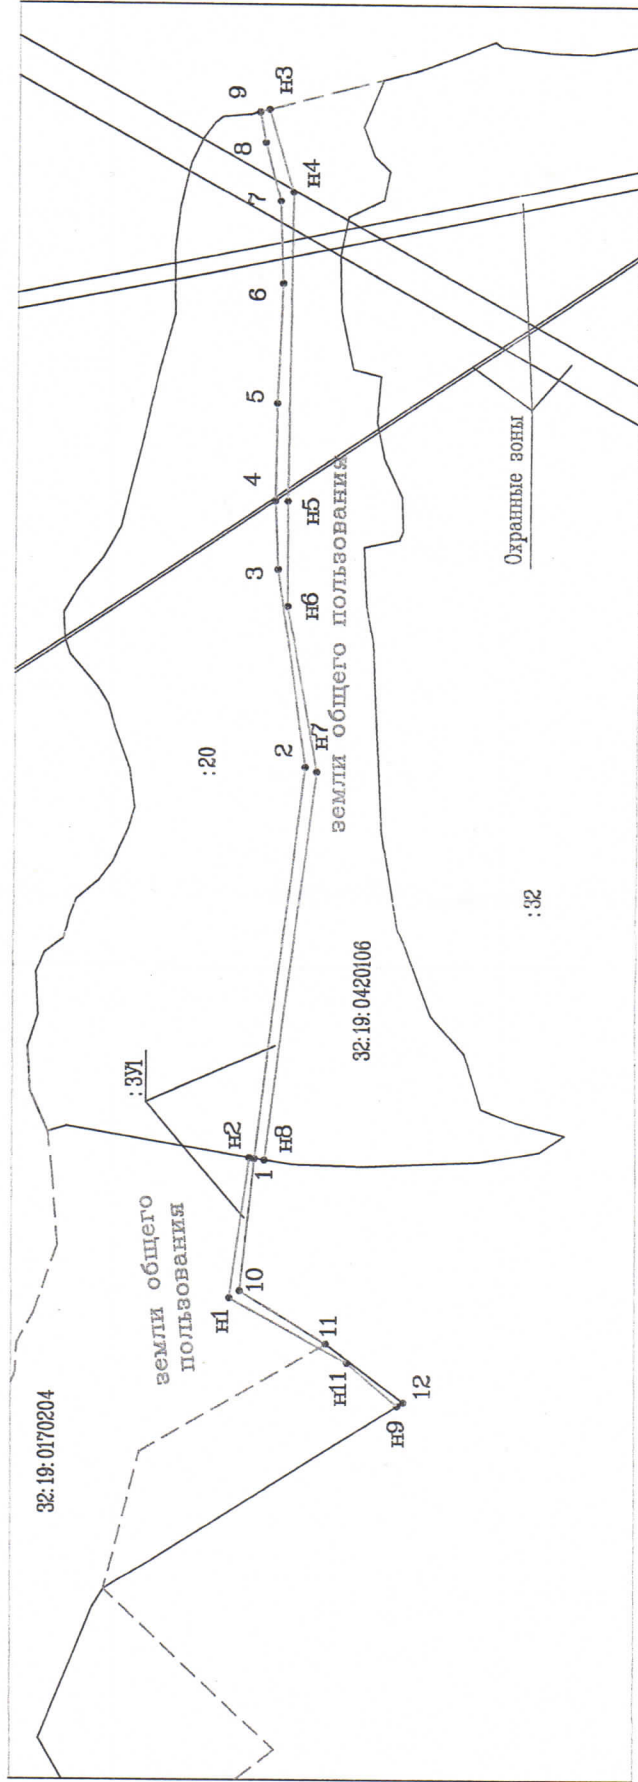 32:19:0170204
земли общего
пользования
:ЗУ1
:20
н1
10
н2
1
н8
11
н11
н9
12
2
н7
3
н6
4
н5
5
6
7
н4
8
9
н3
земли общего пользования
32:19:0420106
:32
Охранные зоны